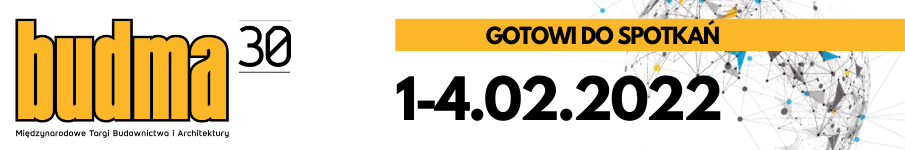 budma
30
Międzynarodowe Targi Budownictwa i Architektury
GOTOWI DO SPOTKAŃ
1-4.02.2022